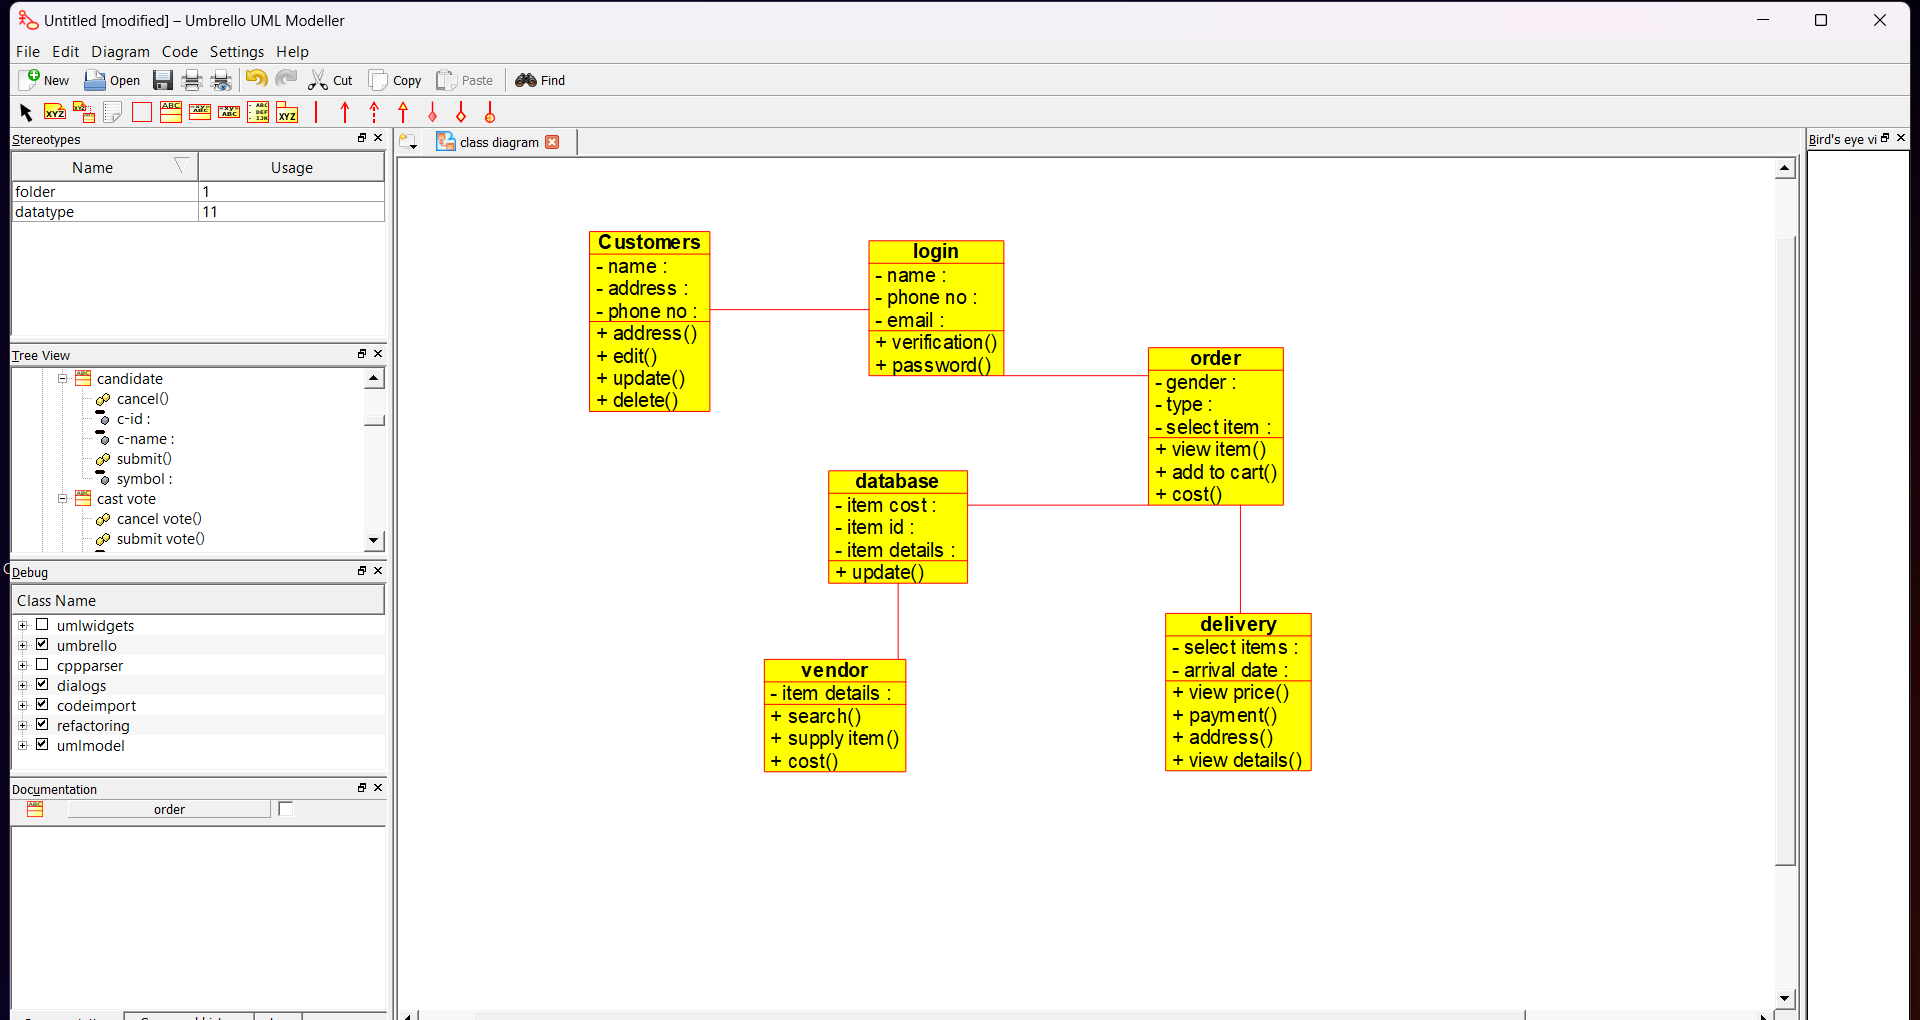 Untitled [modified] – Umbrello UML Modeller
File Edit Diagram Code Settings Help
New Open Cut Copy Paste Find
Stereotypes
Name Usage
folder 1
datatype 11
Tree View
candidate
cancel()
c-id :
c-name :
submit()
symbol :
cast vote
cancel vote()
submit vote()
Debug
Class Name
umlwidgets
umbrello
cppparser
dialogs
codeimport
refactoring
umlmodel
Documentation
order
class diagram
Customers
- name :
- address :
- phone no :
+ address()
+ edit()
+ update()
+ delete()
login
- name :
- phone no :
- email :
+ verification()
+ password()
order
- gender :
- type :
- select item :
+ view item()
+ add to cart()
+ cost()
database
- item cost :
- item id :
- item details :
+ update()
vendor
- item details :
+ search()
+ supply item()
+ cost()
delivery
- select items :
- arrival date :
+ view price()
+ payment()
+ address()
+ view details()
Bird's eye vi